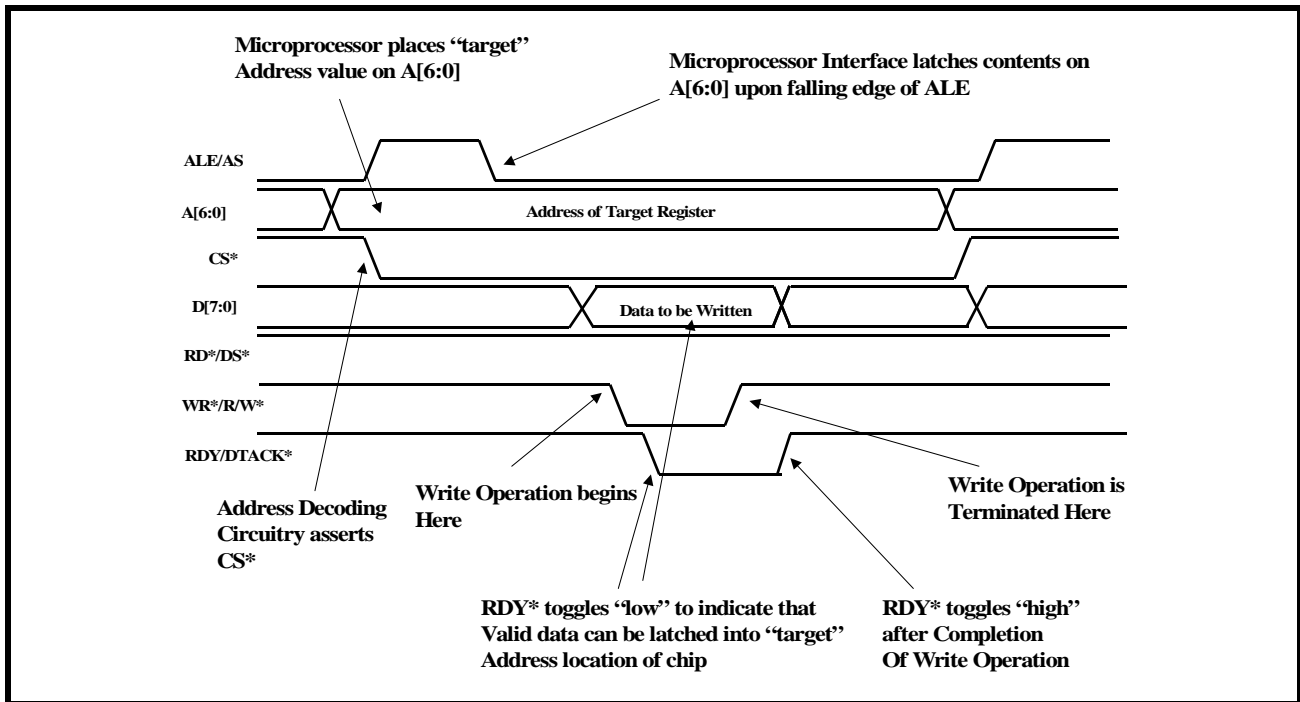 Microprocessor places “target”
Address value on A[6:0]
Microprocessor Interface latches contents on
A[6:0] upon falling edge of ALE
ALE/AS
A[6:0]
Address of Target Register
CS*
D[7:0]
Data to be Written
RD*/DS*
WR*/R/W*
RDY/DTACK*
Address Decoding
Circuitry asserts
CS*
Write Operation begins
Here
Write Operation is
Terminated Here
RDY* toggles “low” to indicate that
Valid data can be latched into “target”
Address location of chip
RDY* toggles “high”
after Completion
Of Write Operation